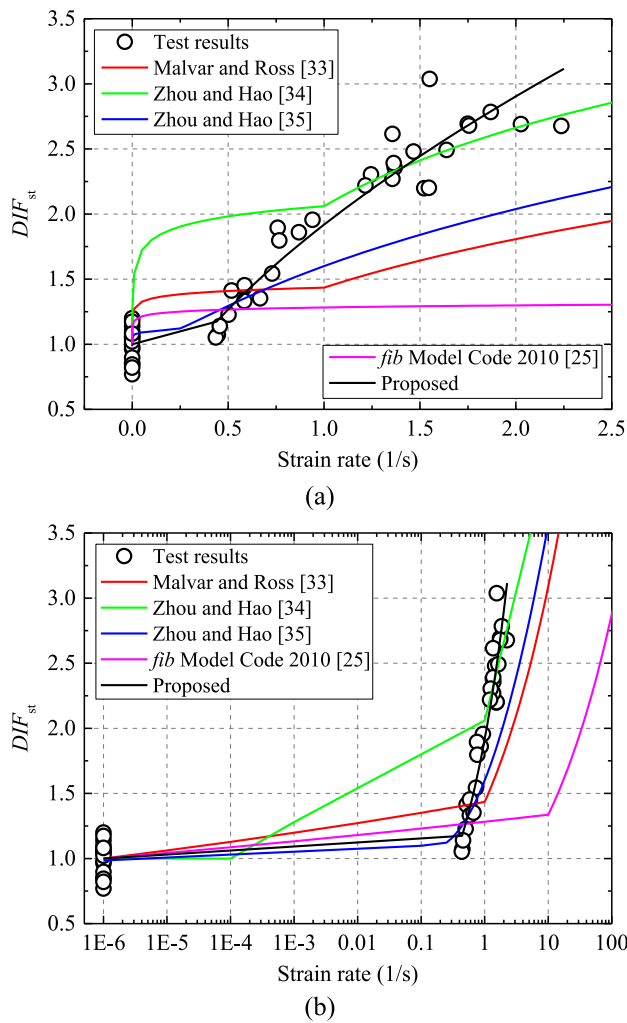 3.5
3.0
2.5
2.0
1.5
1.0
0.5
DIFst
Test results
Malvar and Ross [33]
Zhou and Hao [34]
Zhou and Hao [35]
fib Model Code 2010 [25]
Proposed
0.0 0.5 1.0 1.5 2.0 2.5
Strain rate (1/s)
(a)
3.5
3.0
2.5
2.0
1.5
1.0
0.5
DIFst
Test results
Malvar and Ross [33]
Zhou and Hao [34]
Zhou and Hao [35]
fib Model Code 2010 [25]
Proposed
1E-6 1E-5 1E-4 1E-3 0.01 0.1 1 10 100
Strain rate (1/s)
(b)